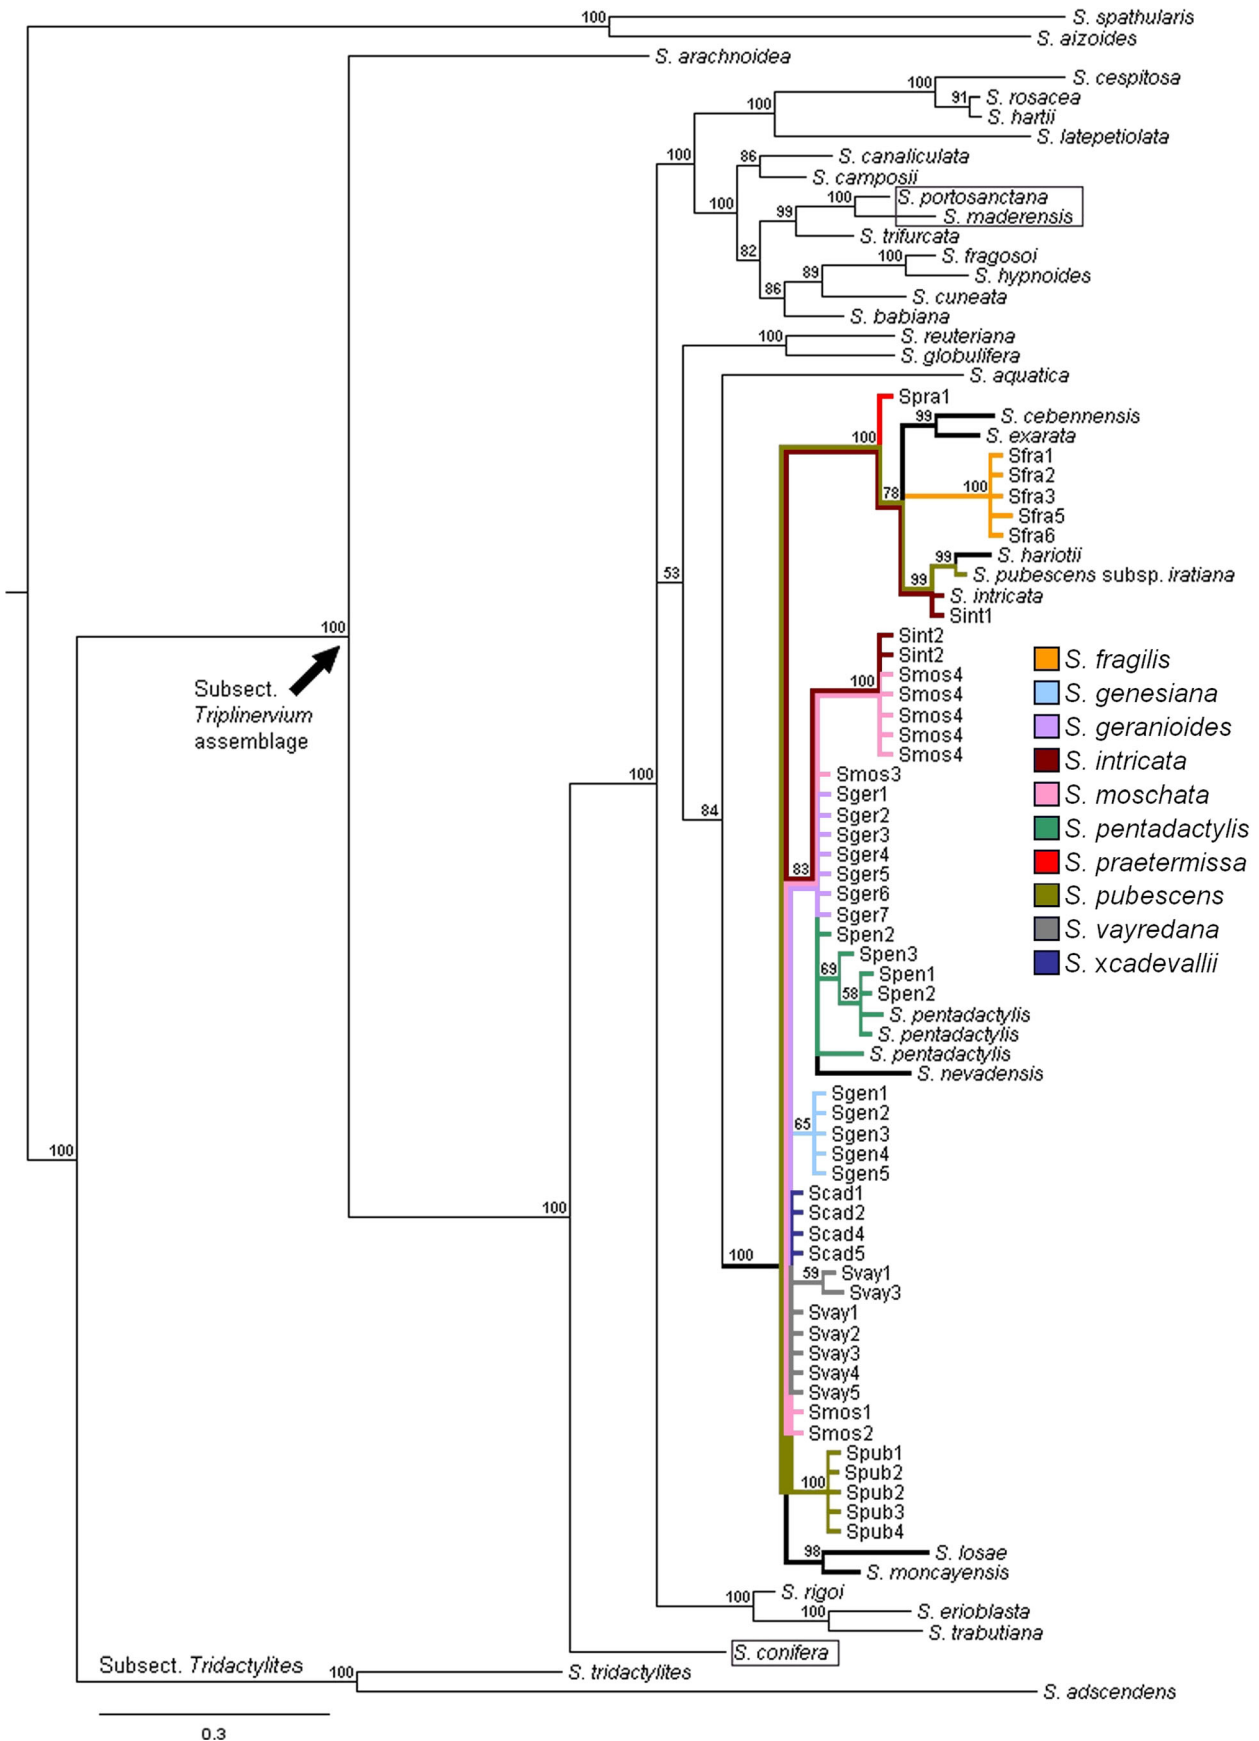 100
S. spathularis
S. aizoides
S. arachnoidea
100
S. cespitosa
91
S. rosacea
100
S. hartii
S. latepetiolata
100
86
S. canaliculata
S. camposii
100
100
S. portosanctana
99
S. maderensis
S. trifurcata
82
100
S. fragosoi
89
S. hypnoides
86
S. cuneata
S. babiana
100
S. reuteriana
S. globulifera
S. aquatica
Spra1
99
S. cebennensis
100
S. exarata
Sfra1
Sfra2
100
78
Sfra3
Sfra5
Sfra6
99
S. hariotii
53
99
S. pubescens subsp. iratiana
S. intricata
Sint1
100
Sint2
Sint2
100
Smos4
Smos4
Smos4
Smos4
Smos4
Subsect.
Triplinervium
assemblage
S. fragilis
S. genesiana
S. geranioides
S. intricata
S. moschata
S. pentadactylis
S. praetermissa
S. pubescens
S. vayredana
S. xcadevallii
100
Smos3
Sger1
84
Sger2
Sger3
Sger4
83
Sger5
Sger6
Sger7
Spen2
Spen3
69
Spen1
58
Spen2
S. pentadactylis
S. pentadactylis
S. pentadactylis
S. nevadensis
Sgen1
Sgen2
65
Sgen3
Sgen4
Sgen5
100
Scad1
100
Scad2
Scad4
Scad5
100
59
Svay1
Svay3
Svay1
Svay2
Svay3
Svay4
Svay5
Smos1
Smos2
Spub1
Spub2
100
Spub2
Spub3
Spub4
98
S. losae
S. moncayensis
100
S. rigoi
100
S. erioblasta
S. trabutiana
S. conifera
Subsect. Tridactylites
100
S. tridactylites
S. adscendens
0.3